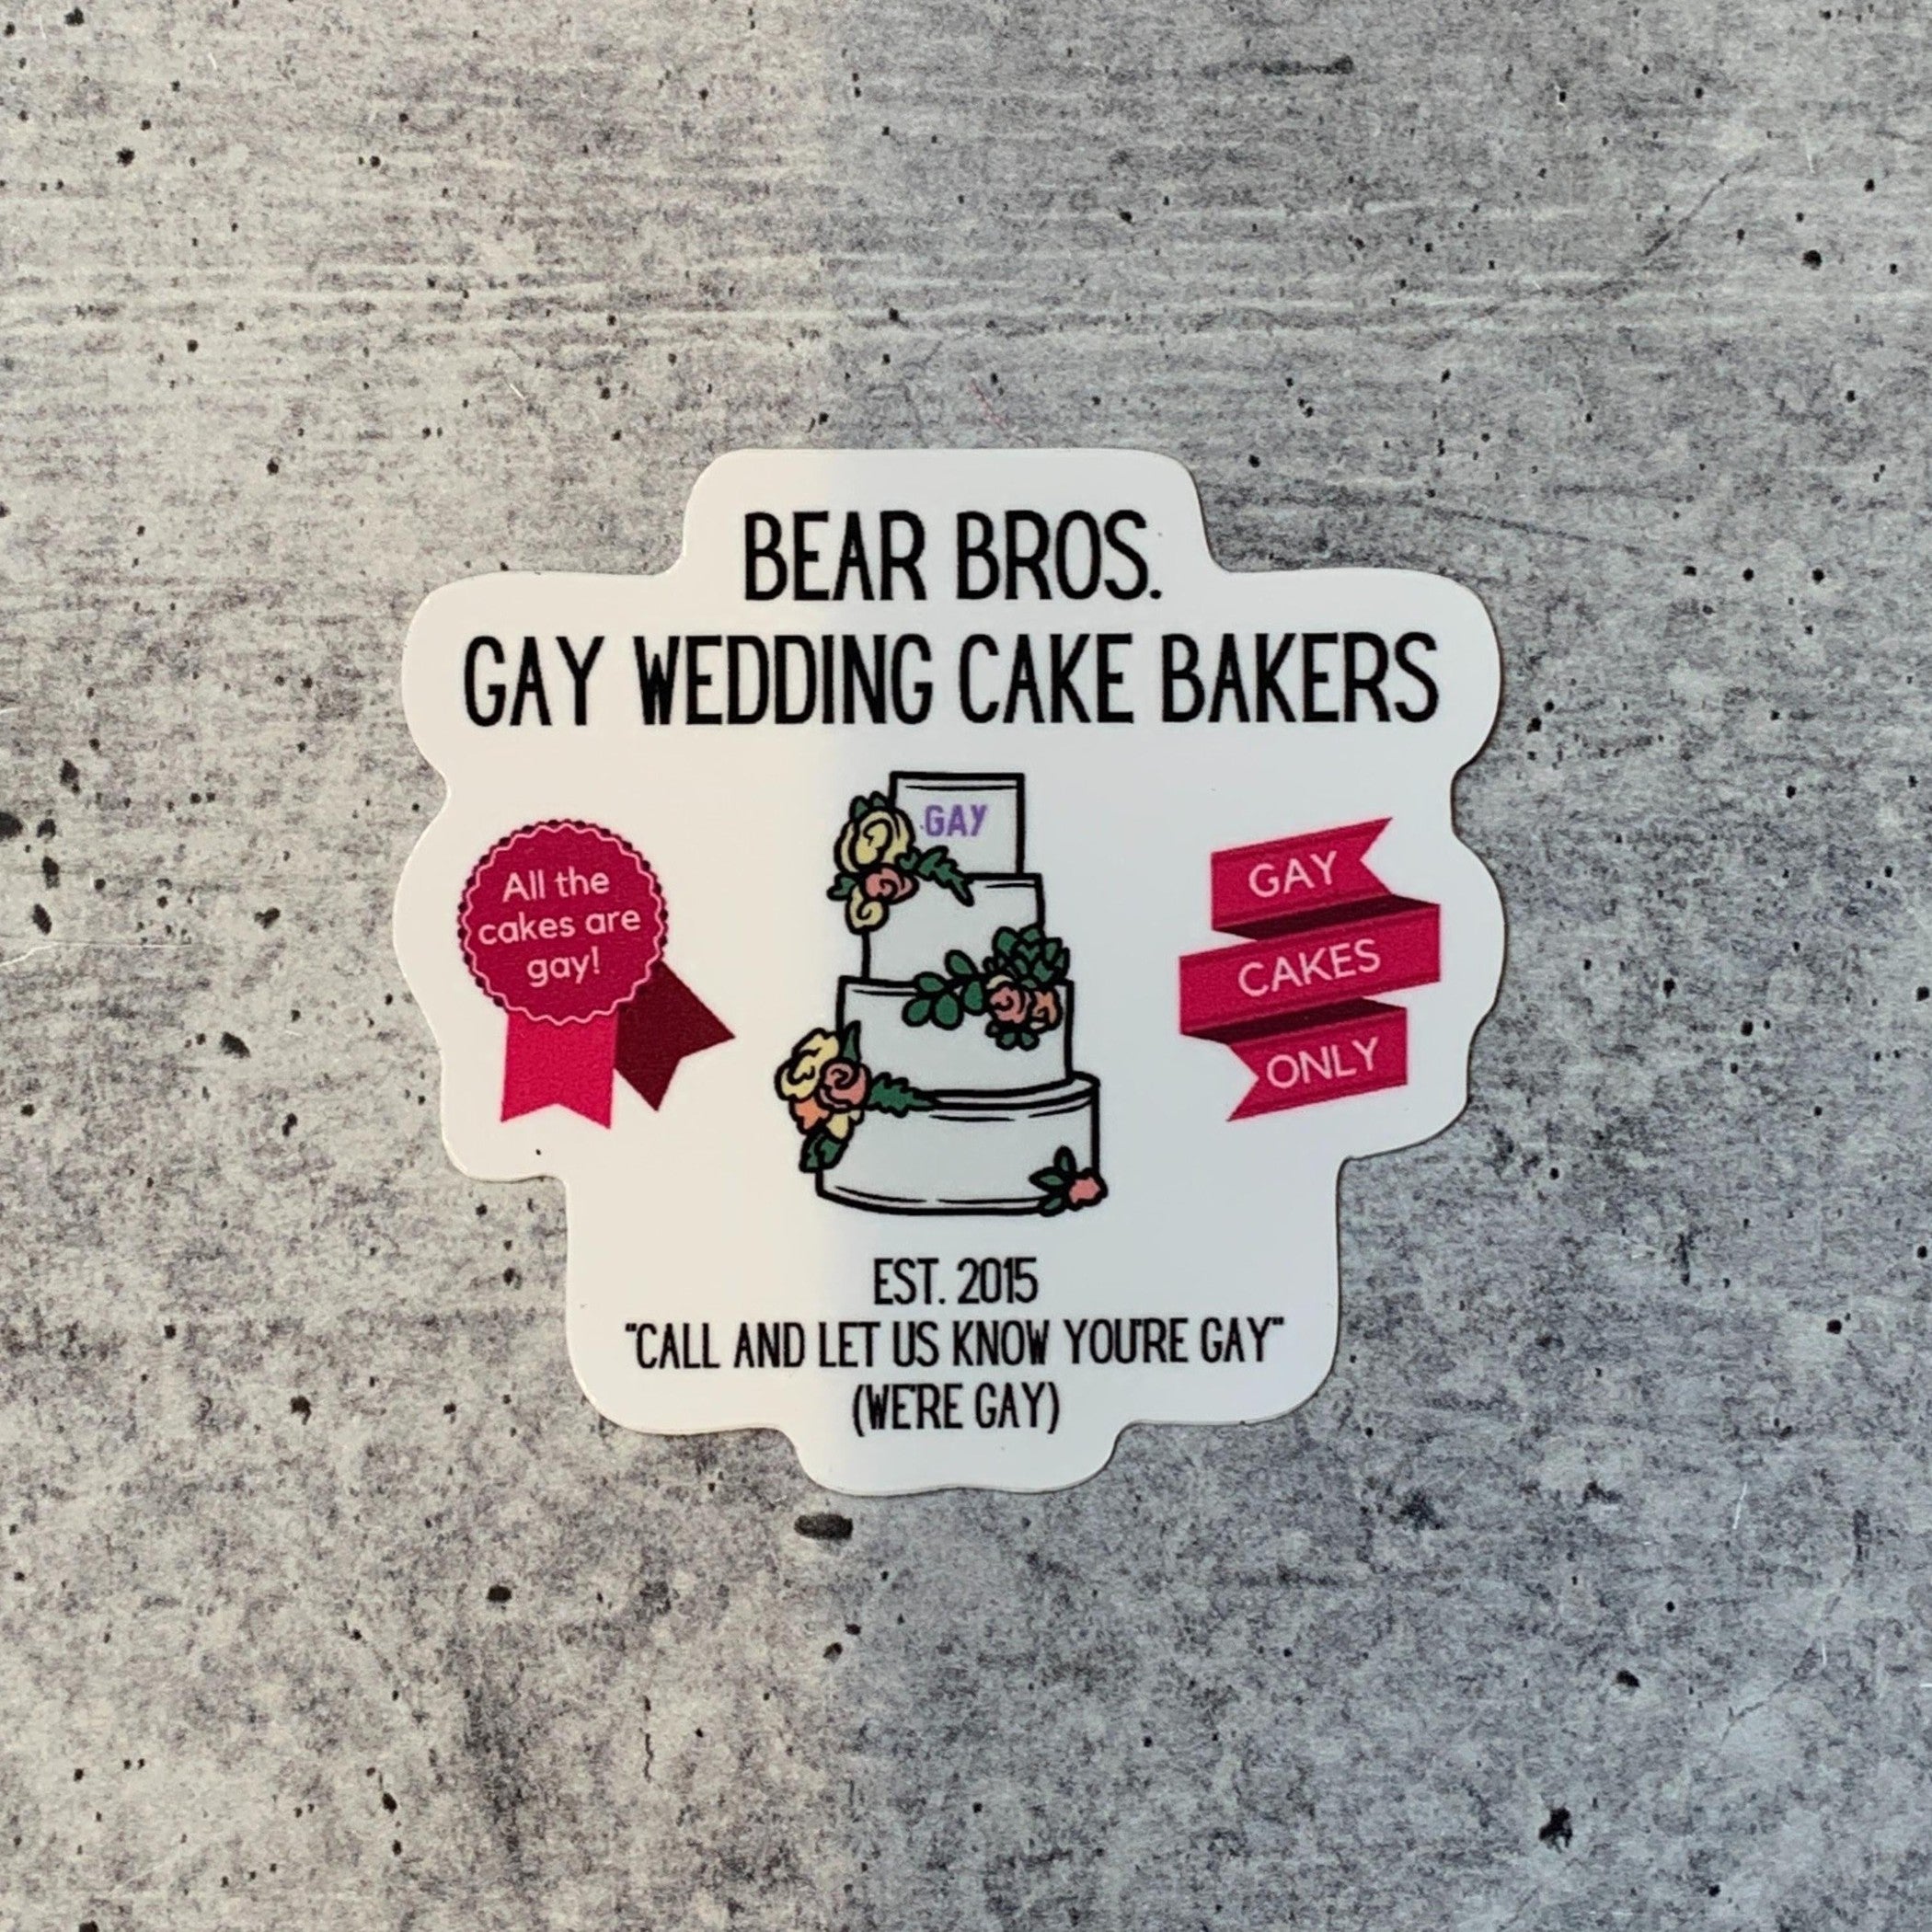 BEAR BROS.
GAY WEDDING CAKE BAKERS
GAY
All the
cakes are
gay!
GAY
CAKES
ONLY
EST. 2015
"CALL AND LET US KNOW YOU'RE GAY"
(WE'RE GAY)